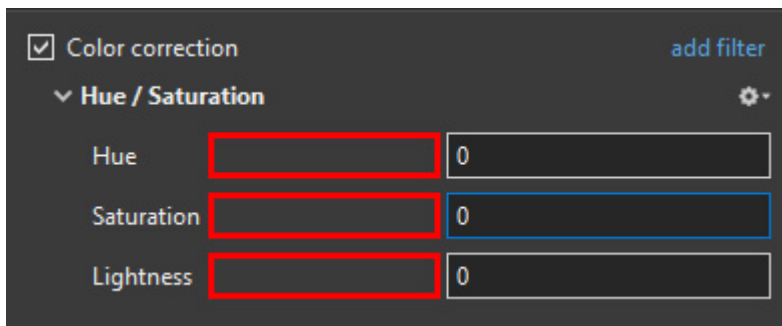 Color correction add filter
Hue / Saturation
Hue 0
Saturation 0
Lightness 0